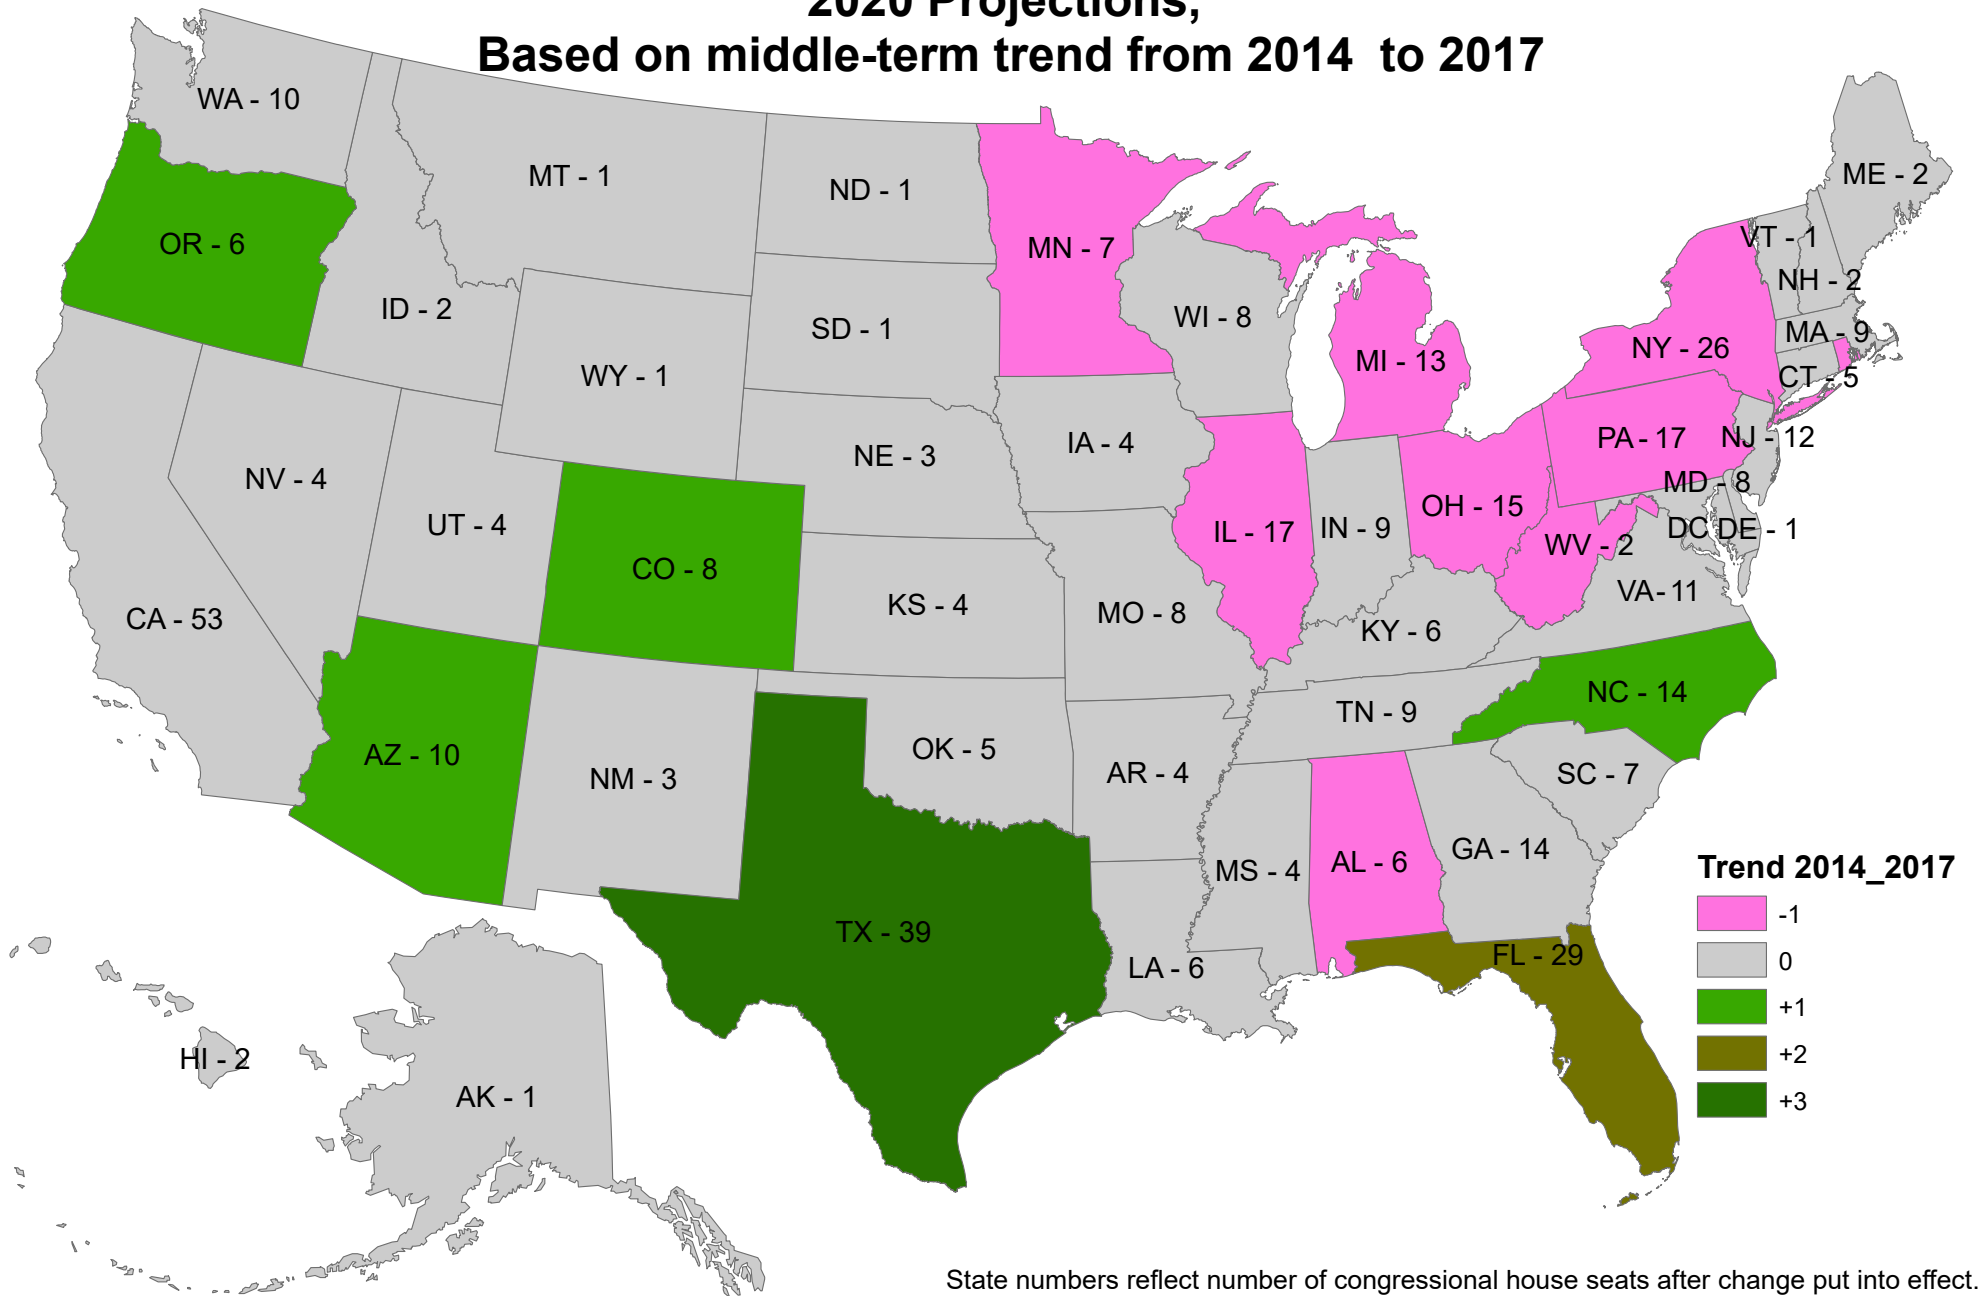 2020 Projections,
Based on middle-term trend from 2014  to 2017
WA - 10
MT - 1
ND - 1
ME - 2
OR - 6
MN - 7
VT - 1
NH - 2
ID - 2
SD - 1
WI - 8
MA - 9
NY - 26
MI - 13
WY - 1
CT - 5
IA - 4
PA - 17
NJ - 12
NE - 3
NV - 4
MD - 8
OH - 15
UT - 4
IL - 17
IN - 9
DC
DE - 1
WV - 2
CO - 8
VA- 11
KS - 4
MO - 8
CA - 53
KY - 6
NC - 14
TN - 9
AZ - 10
OK - 5
NM - 3
AR - 4
SC - 7
GA - 14
AL - 6
MS - 4
TX - 39
FL - 29
LA - 6
HI - 2
AK - 1
Trend 2014_2017
-1
0
+1
+2
+3
State numbers reflect number of congressional house seats after change put into effect.